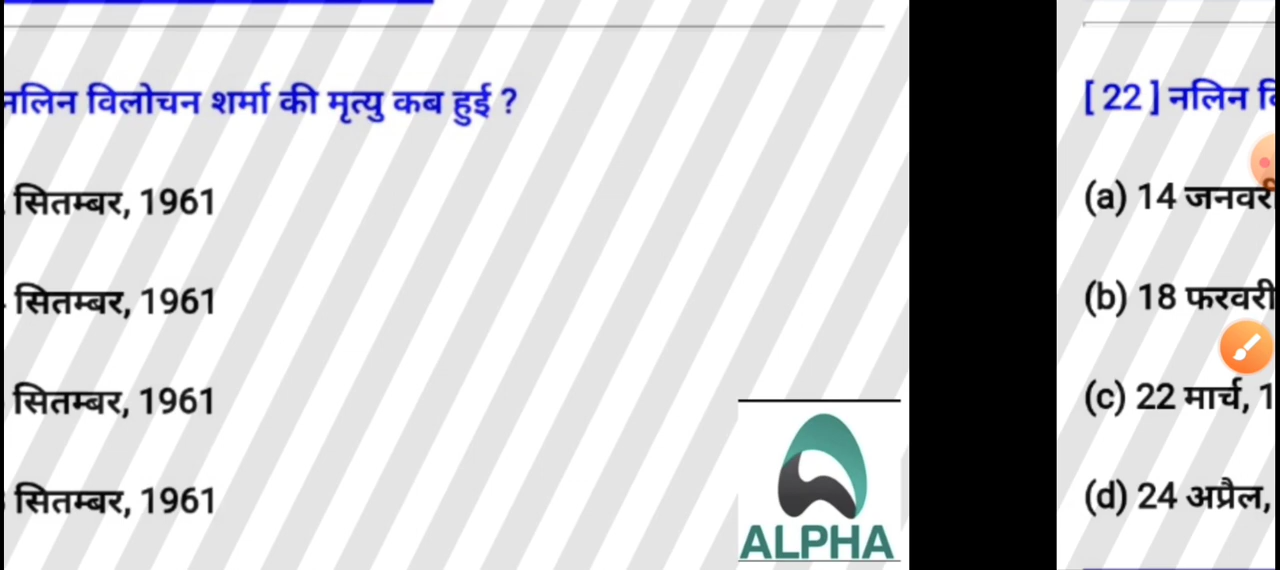 नलिन विलोचन शर्मा की मृत्यु कब हुई ?
सितम्बर, 1961
सितम्बर, 1961
सितम्बर, 1961
सितम्बर, 1961
ALPHA
[ 22 ] नलिन
(a) 14 जनवरी
(b) 18 फरवरी
(c) 22 मार्च, 1
(d) 24 अप्रैल,